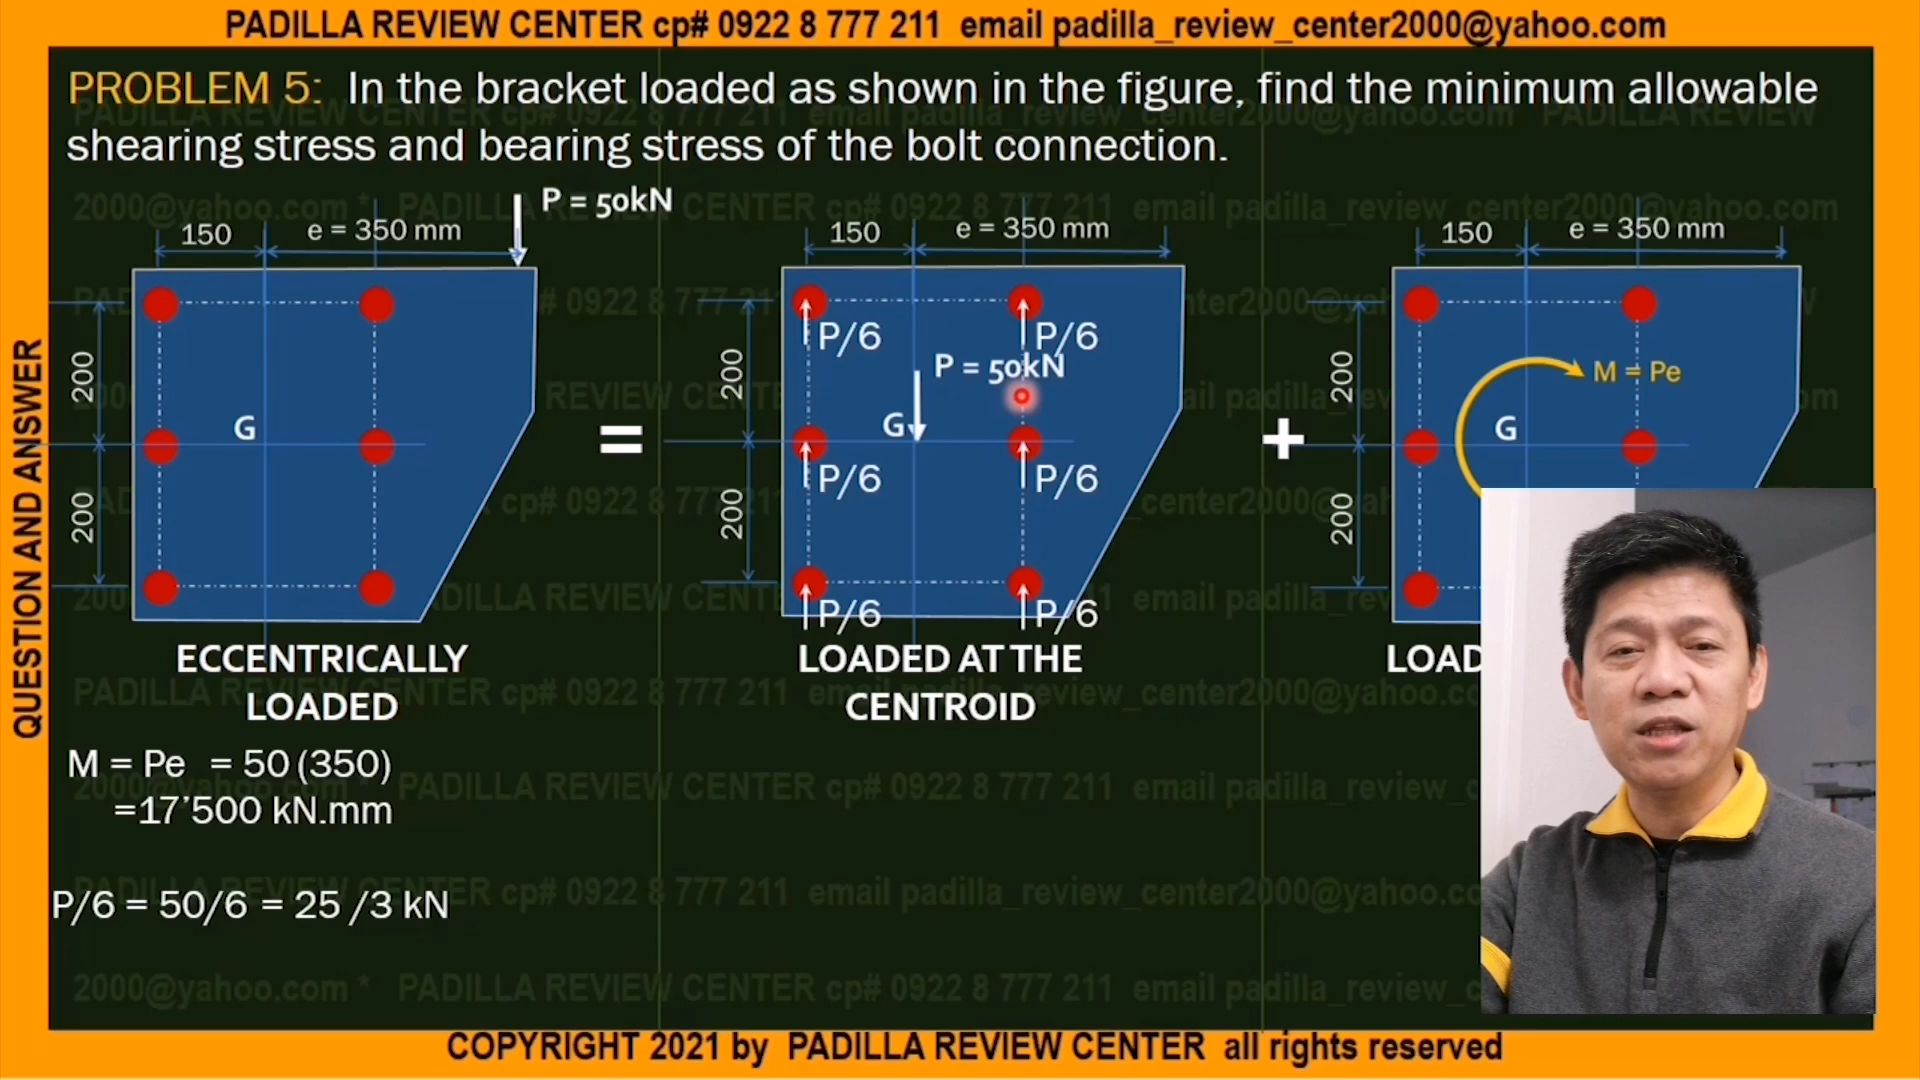 PADILLA REVIEW CENTER cp# 0922 8 777 211 email padilla_review_center2000@yahoo.com
PROBLEM 5: In the bracket loaded as shown in the figure, find the minimum allowable
shearing stress and bearing stress of the bolt connection.
QUESTION AND ANSWER
P = 50kN
150
e = 350 mm
200
200
G
ECCENTRICALLY
LOADED
=
150
e = 350 mm
200
200
P/6
P/6
P = 50kN
G
P/6
P/6
P/6
P/6
LOADED AT THE
CENTROID
+
150
e = 350 mm
200
200
M = Pe
G
LOAD
M = Pe = 50 (350)
=17’500 kN.mm
P/6 = 50/6 = 25 /3 kN
COPYRIGHT 2021 by PADILLA REVIEW CENTER all rights reserved